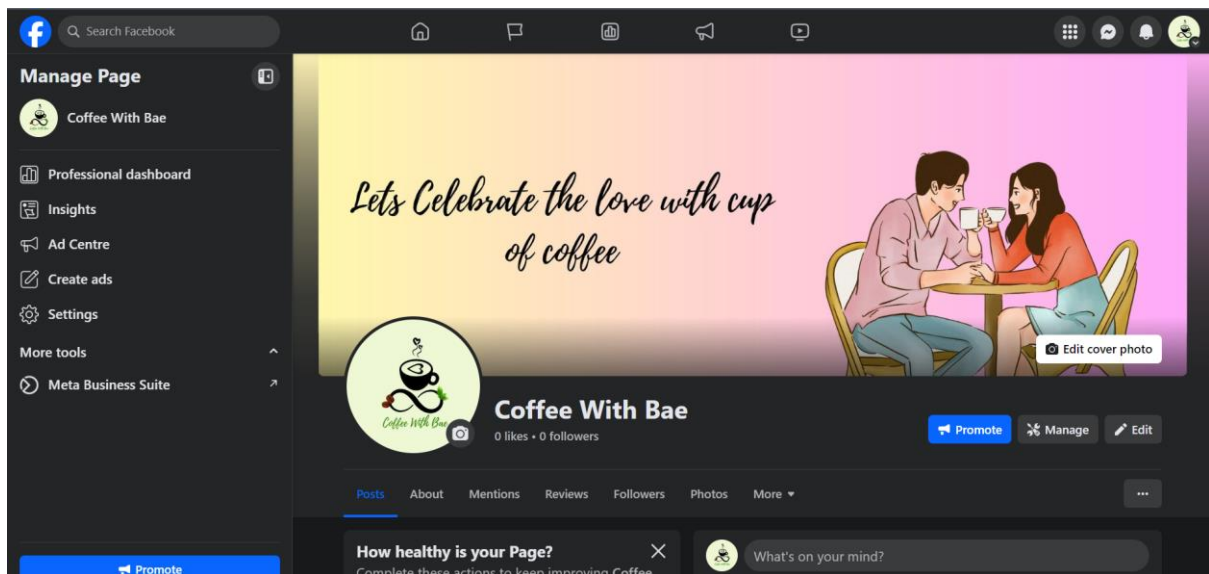 Search Facebook
Manage Page
Coffee With Bae
Professional dashboard
Insights
Ad Centre
Create ads
Settings
More tools
Meta Business Suite
Promote
Lets Celebrate the love with cup
of coffee
Edit cover photo
Coffee With Bae
Coffee With Bae
0 likes • 0 followers
Promote
Manage
Edit
Posts
About
Mentions
Reviews
Followers
Photos
More
How healthy is your Page?
Complete these actions to keep improving Coffee
What's on your mind?